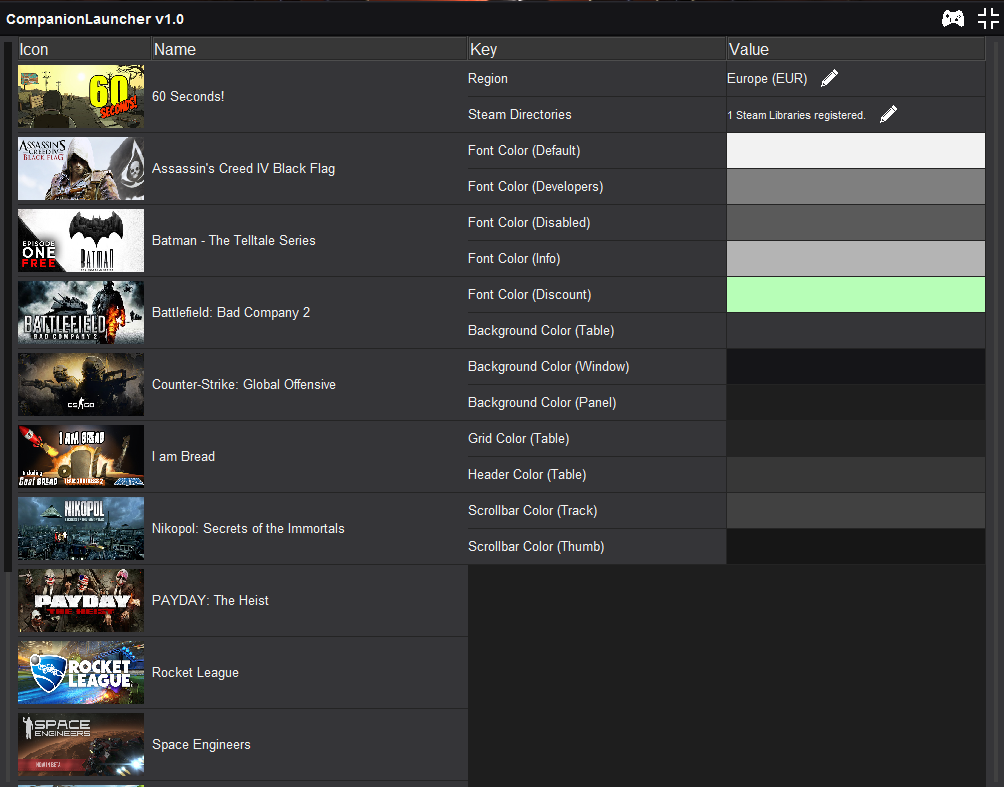 CompanionLauncher v1.0
Icon
Name
Key
Value
60 SECONDS!
60 Seconds!
ASSASSIN'S CREED IV BLACK FLAG
Assassin's Creed IV Black Flag
EPISODE ONE FREE
BATMAN
Batman - The Telltale Series
BATTLEFIELD
BAD COMPANY 2
Battlefield: Bad Company 2
CS GO
Counter-Strike: Global Offensive
I AM BREAD
Including
Goat BREAD
I am Bread
NIKOPOL
Nikopol: Secrets of the Immortals
PAYDAY
THE HEIST
PAYDAY: The Heist
ROCKET
LEAGUE
Rocket League
SPACE
ENGINEERS
Space Engineers
Region
Europe (EUR)
Steam Directories
1 Steam Libraries registered.
Font Color (Default)
Font Color (Developers)
Font Color (Disabled)
Font Color (Info)
Font Color (Discount)
Background Color (Table)
Background Color (Window)
Background Color (Panel)
Grid Color (Table)
Header Color (Table)
Scrollbar Color (Track)
Scrollbar Color (Thumb)